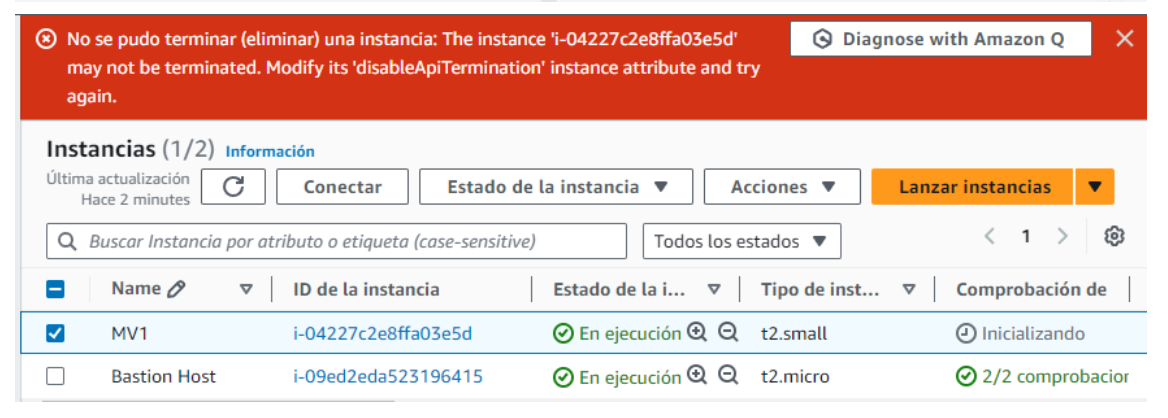 No se pudo terminar (eliminar) una instancia: The instance 'i-04227c2e8ffa03e5d'
may not be terminated. Modify its 'disableApiTermination' instance attribute and try
again.
Diagnose with Amazon Q
Instancias (1/2) Información
Última actualización
Hace 2 minutes
Conectar
Estado de la instancia
Acciones
Lanzar instancias
Buscar Instancia por atributo o etiqueta (case-sensitive)
Todos los estados
1
Name ID de la instancia Estado de la i... Tipo de inst... Comprobación de
MV1 i-04227c2e8ffa03e5d En ejecución t2.small Inicializando
Bastion Host i-09ed2eda523196415 En ejecución t2.micro 2/2 comprobacior